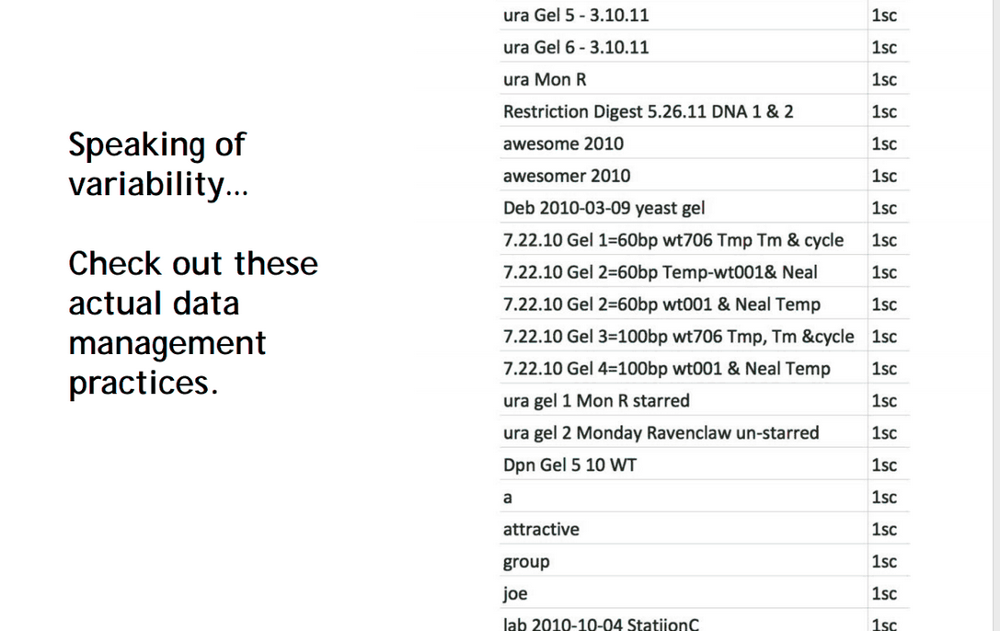 Speaking of
variability...
Check out these
actual data
management
practices.
ura Gel 5 - 3.10.11 1sc
ura Gel 6 - 3.10.11 1sc
ura Mon R 1sc
Restriction Digest 5.26.11 DNA 1 & 2 1sc
awesome 2010 1sc
awesomer 2010 1sc
Deb 2010-03-09 yeast gel 1sc
7.22.10 Gel 1=60bp wt706 Tmp Tm & cycle 1sc
7.22.10 Gel 2=60bp Temp-wt001& Neal 1sc
7.22.10 Gel 2=60bp wt001 & Neal Temp 1sc
7.22.10 Gel 3=100bp wt706 Tmp, Tm &cycle 1sc
7.22.10 Gel 4=100bp wt001 & Neal Temp 1sc
ura gel 1 Mon R starred 1sc
ura gel 2 Monday Ravenclaw un-starred 1sc
Dpn Gel 5 10 WT 1sc
a 1sc
attractive 1sc
group 1sc
joe 1sc
lab 2010-10-04 StatiionC 1sc